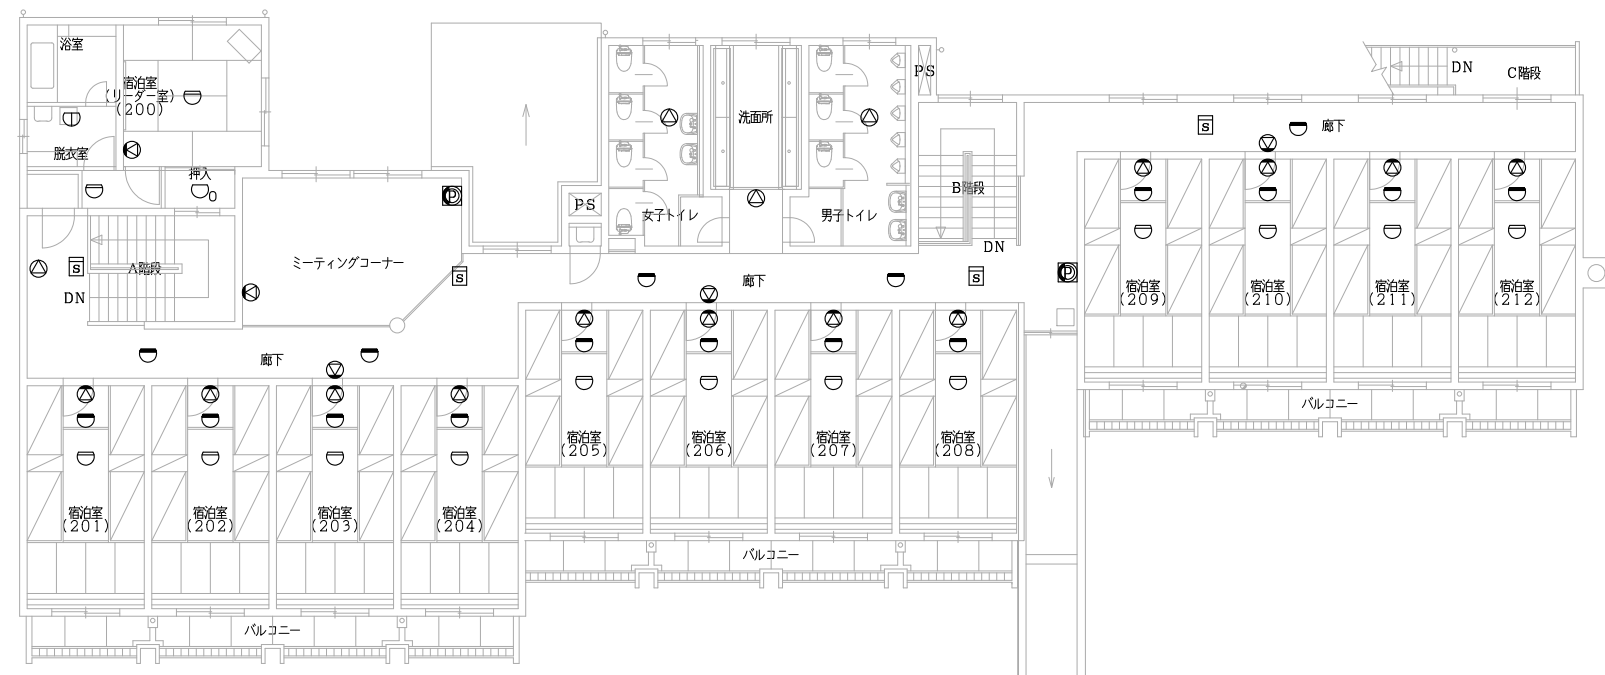 浴室
宿泊室
(リーダー室)
(200)
脱衣室
押入
A階段
DN
S
ミーティングコーナー
P
S
PS
女子トイレ
洗面所
男子トイレ
PS
B階段
DN
廊下
S
P
S
廊下
DN
C階段
廊下
宿泊室
(201)
宿泊室
(202)
宿泊室
(203)
宿泊室
(204)
宿泊室
(205)
宿泊室
(206)
宿泊室
(207)
宿泊室
(208)
宿泊室
(209)
宿泊室
(210)
宿泊室
(211)
宿泊室
(212)
バルコニー
バルコニー
バルコニー